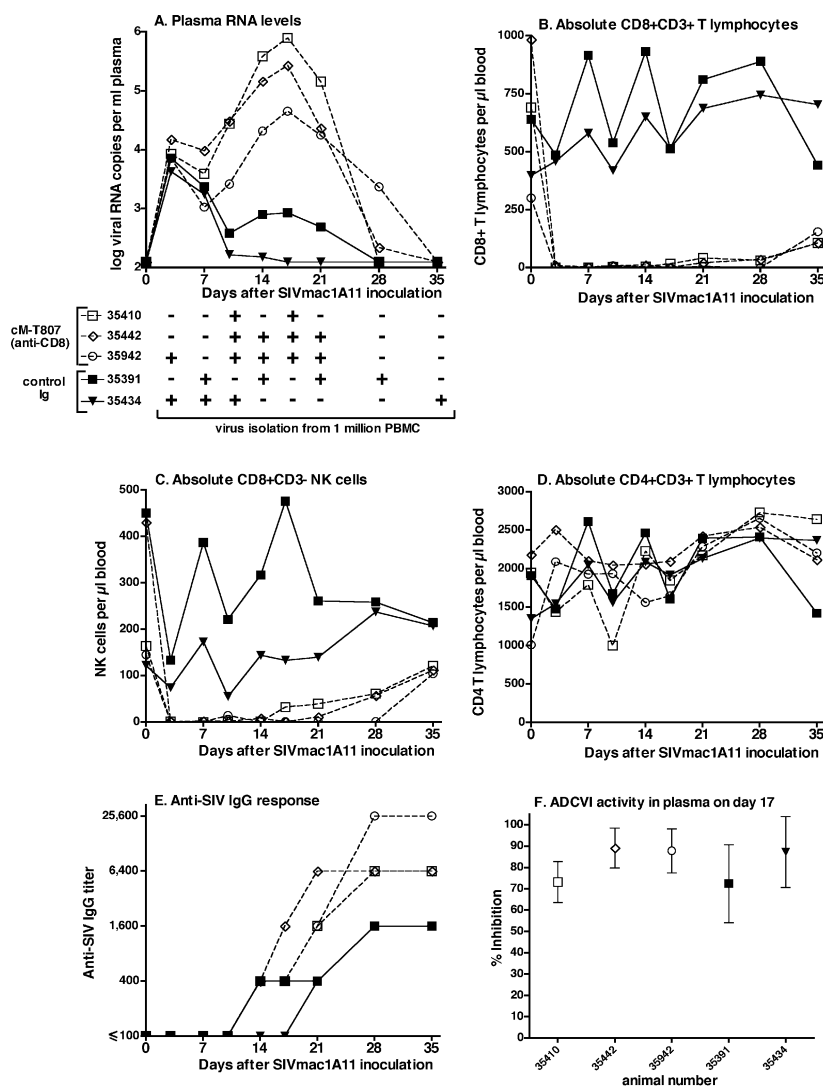 A. Plasma RNA levels
log viral RNA copies per ml plasma
6
5
4
3
2
0 7 14 21 28 35
Days after SIVmac1A11 inoculation
cM-T807
(anti-CD8)
35410 - - + - + - - -
35442 - - + + + + - -
35942 + - + + + + - -
control
Ig
35391 - + - + - + + -
35434 + + + - - - - +
virus isolation from 1 million PBMC
B. Absolute CD8+CD3+ T lymphocytes
CD8+ T lymphocytes per µl blood
1000
750
500
250
0
0 7 14 21 28 35
Days after SIVmac1A11 inoculation
C. Absolute CD8+CD3- NK cells
NK cells per µl blood
500
400
300
200
100
0
0 7 14 21 28 35
Days after SIVmac1A11 inoculation
D. Absolute CD4+CD3+ T lymphocytes
CD4 T lymphocytes per µl blood
3000
2500
2000
1500
1000
500
0
0 7 14 21 28 35
Days after SIVmac1A11 inoculation
E. Anti-SIV IgG response
Anti-SIV IgG titer
25,600
6,400
1,600
400
≤100
0 7 14 21 28 35
Days after SIVmac1A11 inoculation
F. ADCVI activity in plasma on day 17
% Inhibition
100
90
80
70
60
50
40
30
20
10
0
35410 35442 35942 35391 35434
animal number